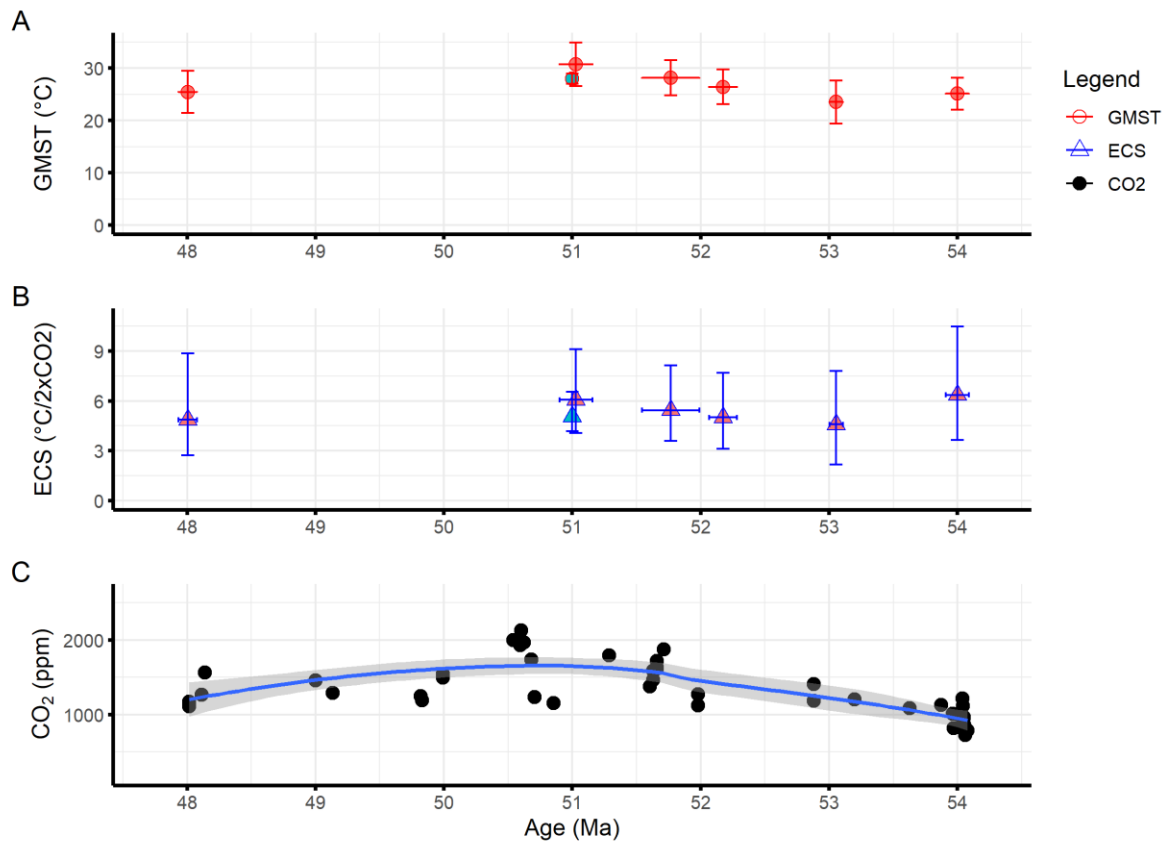 A
GMST (°C)
30
20
10
0
48 49 50 51 52 53 54
Legend
GMST
ECS
CO2
B
ECS (°C/2xCO2)
9
6
3
0
48 49 50 51 52 53 54
C
CO₂ (ppm)
2000
1000
48 49 50 51 52 53 54
Age (Ma)